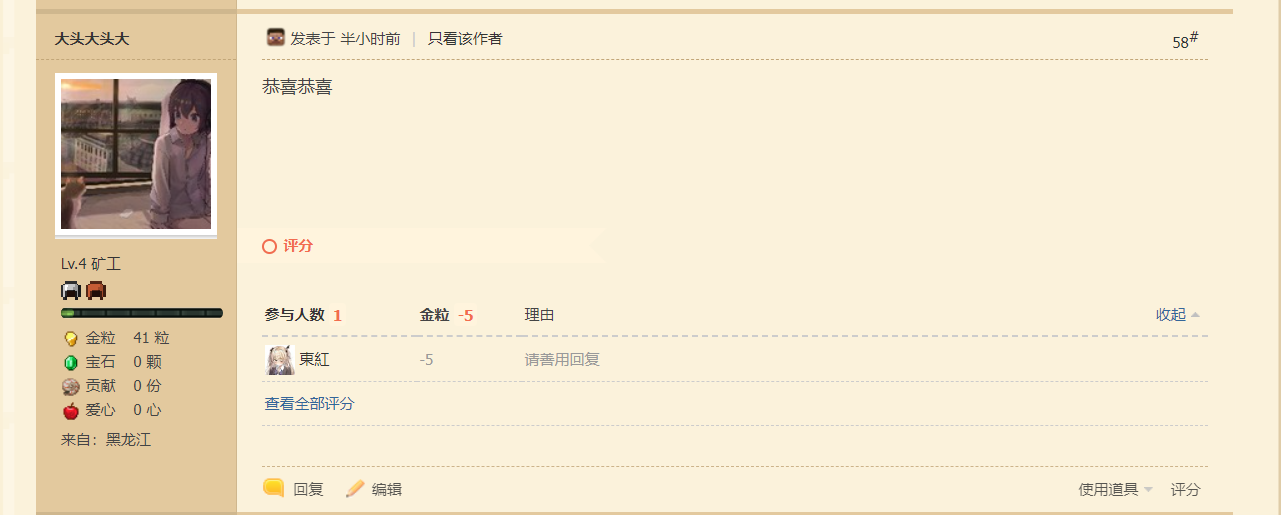 大头大头大
发表于 半小时前 | 只看该作者
58#
恭喜恭喜
评分
Lv.4 矿工
参与人数 1 金粒 -5 理由 收起
金粒 41 粒
宝石 0 颗
贡献 0 份
爱心 0 心
来自：黑龙江
東紅 -5 请善用回复
查看全部评分
回复 编辑 使用道具 评分